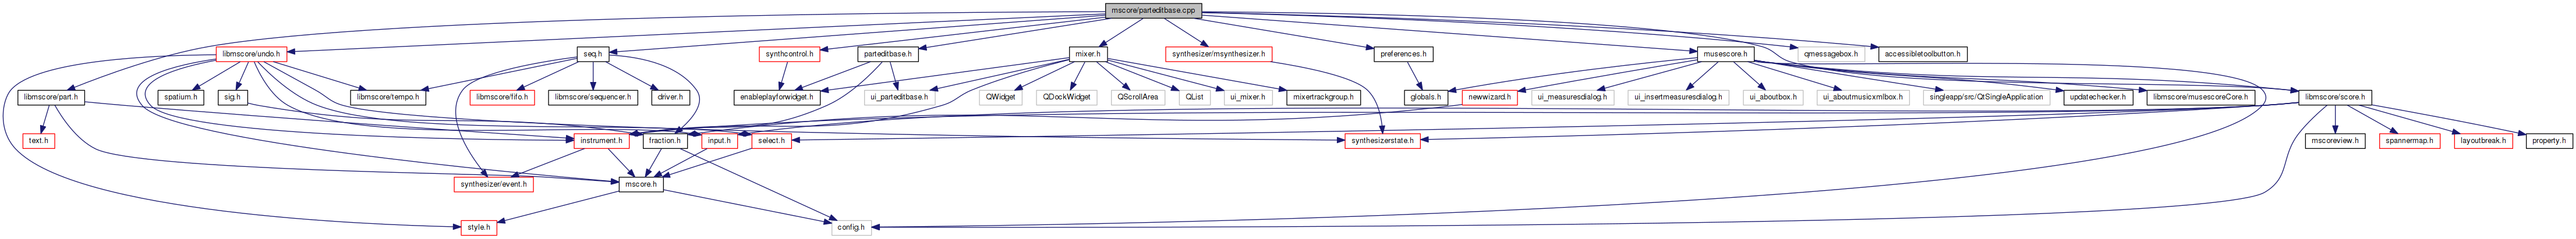 mscore/parteditbase.cpp
libmscore/undo.h
seq.h
synthcontrol.h
parteditbase.h
mixer.h
synthesizer/msynthesizer.h
preferences.h
musescore.h
qmessagebox.h
accessibletoolbutton.h
libmscore/part.h
spatium.h
sig.h
libmscore/tempo.h
libmscore/fifo.h
libmscore/sequencer.h
driver.h
enableplayforwidget.h
ui_parteditbase.h
QWidget
QDockWidget
QScrollArea
QList
ui_mixer.h
mixertrackgroup.h
globals.h
newwizard.h
ui_measuresdialog.h
ui_insertmeasuresdialog.h
ui_aboutbox.h
ui_aboutmusicxmlbox.h
singleapp/src/QtSingleApplication
updatechecker.h
libmscore/musescoreCore.h
libmscore/score.h
text.h
instrument.h
fraction.h
input.h
select.h
synthesizerstate.h
mscoreview.h
spannermap.h
layoutbreak.h
property.h
synthesizer/event.h
mscore.h
style.h
config.h